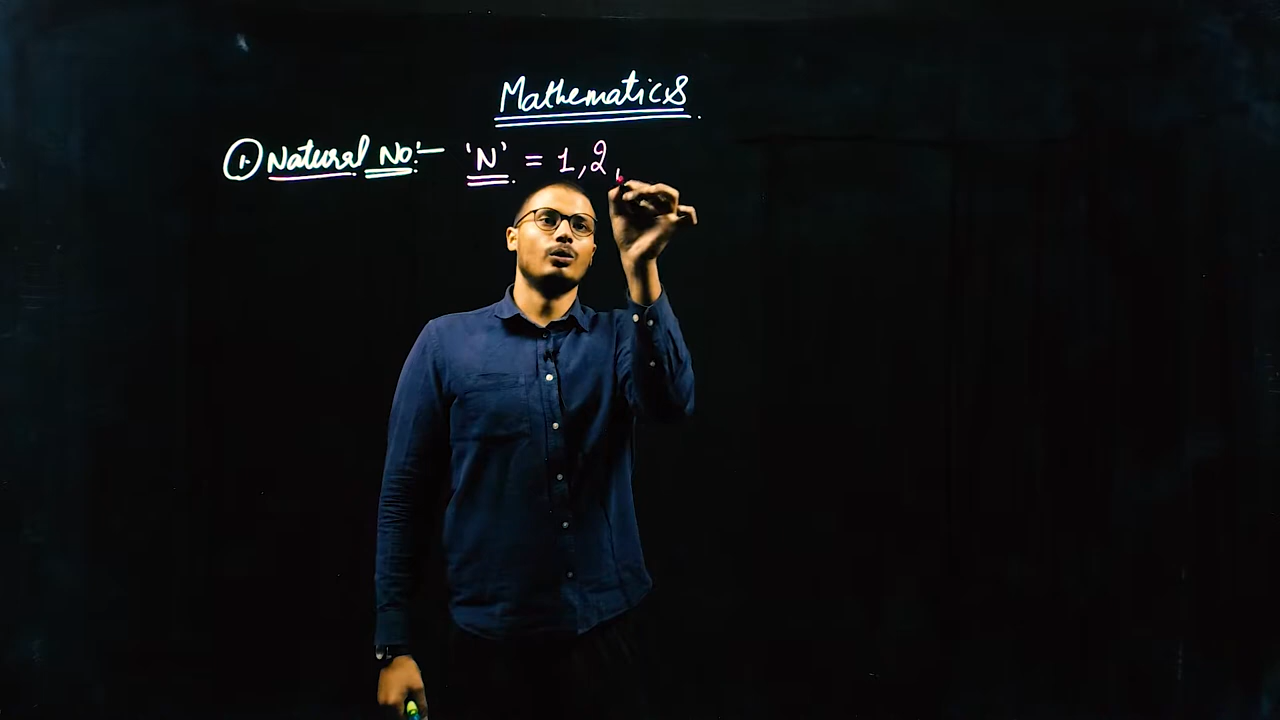 Mathematics
1. Natural No:- 'N' = 1, 2,